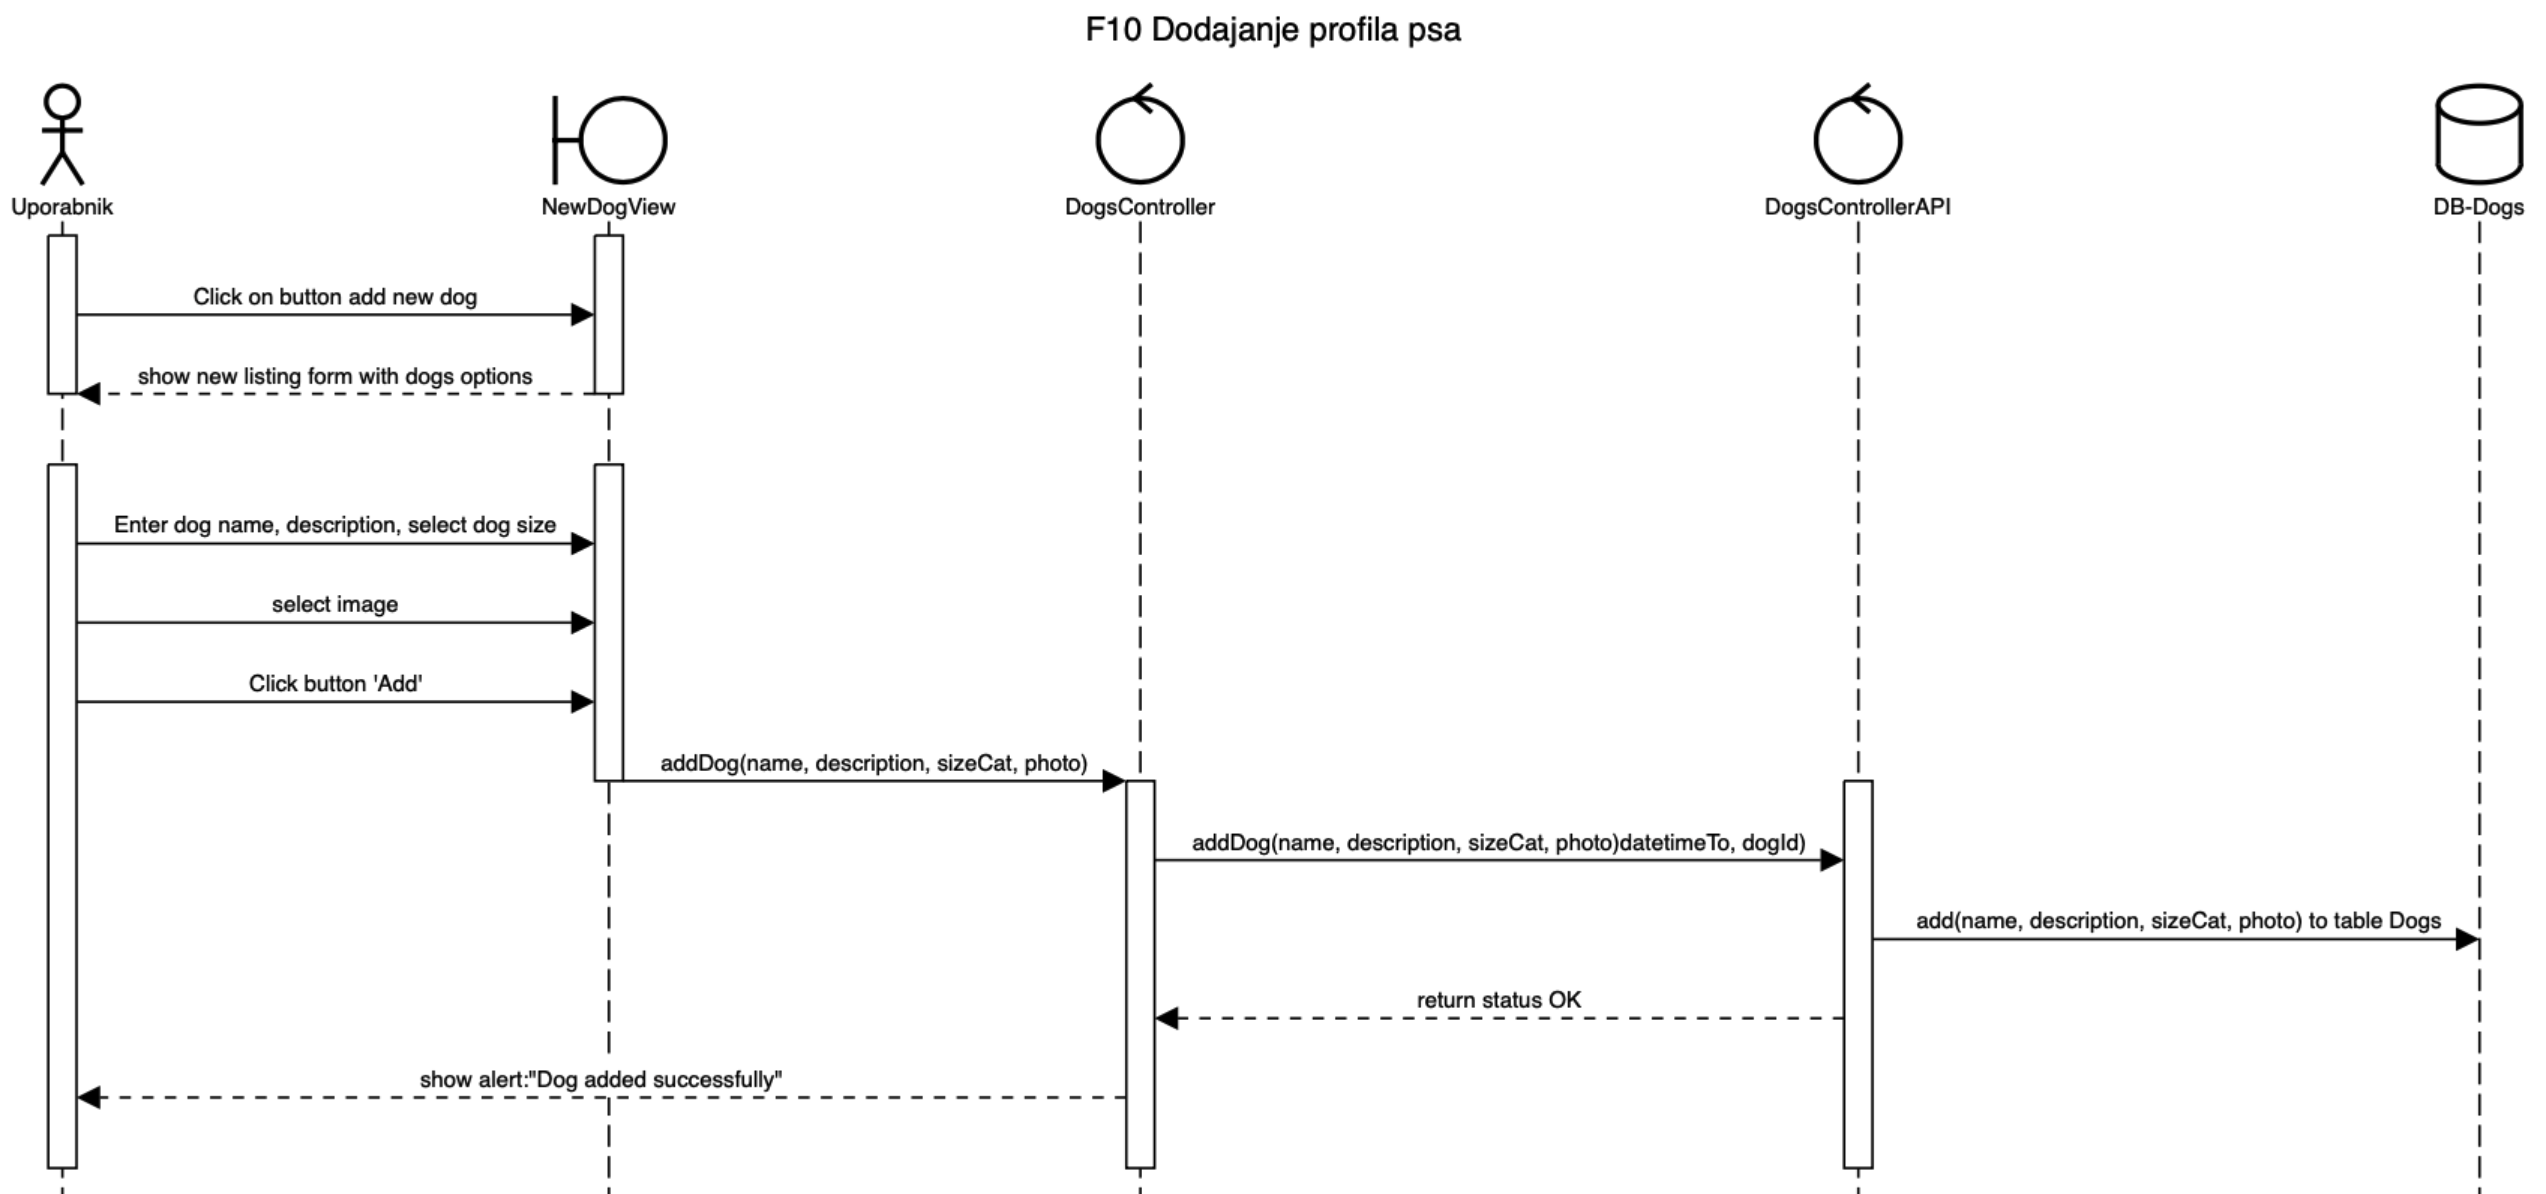 F10 Dodajanje profila psa
Uporabnik
NewDogView
DogsController
DogsControllerAPI
DB-Dogs
Click on button add new dog
show new listing form with dogs options
Enter dog name, description, select dog size
select image
Click button 'Add'
addDog(name, description, sizeCat, photo)
addDog(name, description, sizeCat, photo)datetimeTo, dogId)
add(name, description, sizeCat, photo) to table Dogs
return status OK
show alert:"Dog added successfully"